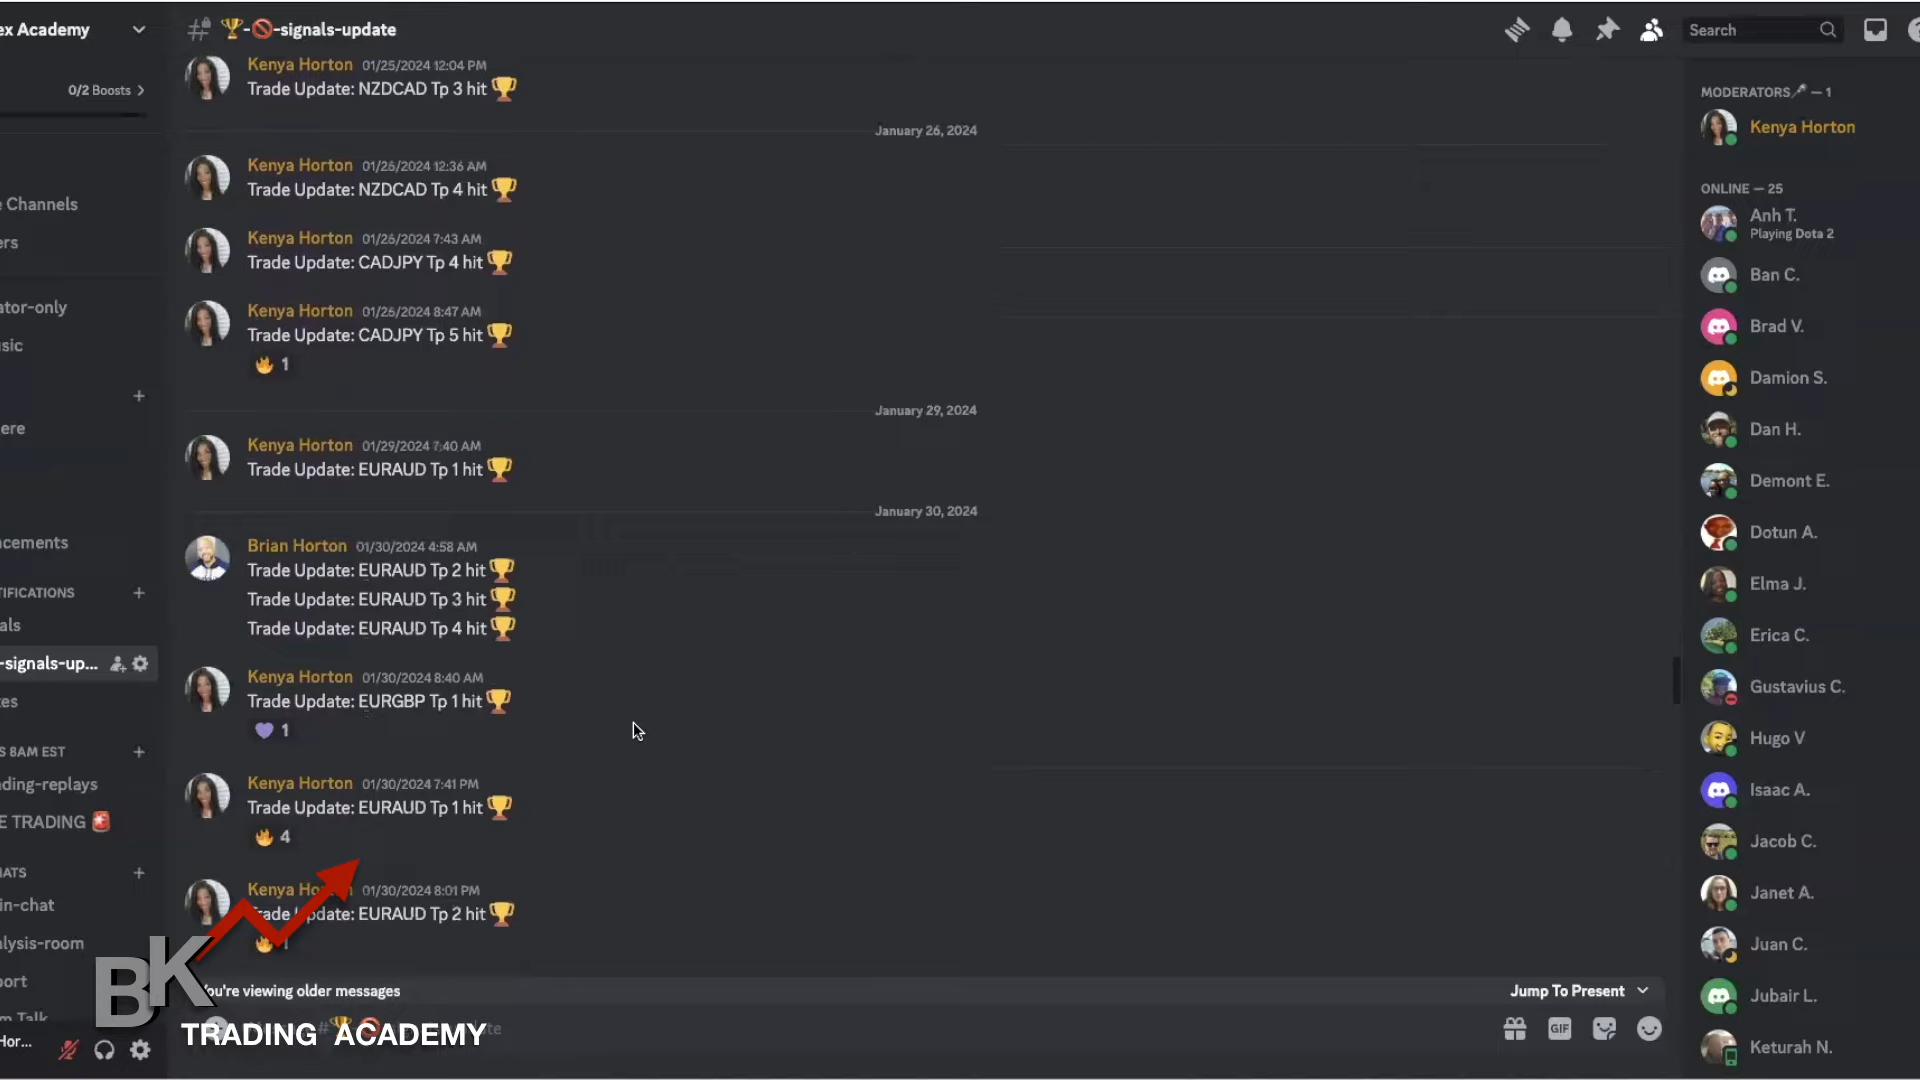 ex Academy
0/2 Boosts
e Channels
ers
ator-only
sic
ere
cements
TIFICATIONS
als
-signals-up...
es
S 8AM EST
ding-replays
E TRADING
ATS
in-chat
lysis-room
port
m Talk
Hor...
🏆-🚫-signals-update
Search
Kenya Horton 01/25/2024 12:04 PM
Trade Update: NZDCAD Tp 3 hit 🏆
January 26, 2024
Kenya Horton 01/26/2024 12:36 AM
Trade Update: NZDCAD Tp 4 hit 🏆
Kenya Horton 01/26/2024 7:43 AM
Trade Update: CADJPY Tp 4 hit 🏆
Kenya Horton 01/26/2024 8:47 AM
Trade Update: CADJPY Tp 5 hit 🏆
🔥 1
January 29, 2024
Kenya Horton 01/29/2024 7:40 AM
Trade Update: EURAUD Tp 1 hit 🏆
January 30, 2024
Brian Horton 01/30/2024 4:58 AM
Trade Update: EURAUD Tp 2 hit 🏆
Trade Update: EURAUD Tp 3 hit 🏆
Trade Update: EURAUD Tp 4 hit 🏆
Kenya Horton 01/30/2024 8:40 AM
Trade Update: EURGBP Tp 1 hit 🏆
💜 1
Kenya Horton 01/30/2024 7:41 PM
Trade Update: EURAUD Tp 1 hit 🏆
🔥 4
Kenya Horton 01/30/2024 8:01 PM
Trade Update: EURAUD Tp 2 hit 🏆
🔥 1
You're viewing older messages
Jump To Present
GIF
BK
TRADING ACADEMY
MODERATORS🎤 — 1
Kenya Horton
ONLINE — 25
Anh T.
Playing Dota 2
Ban C.
Brad V.
Damion S.
Dan H.
Demont E.
Dotun A.
Elma J.
Erica C.
Gustavius C.
Hugo V
Isaac A.
Jacob C.
Janet A.
Juan C.
Jubair L.
Keturah N.